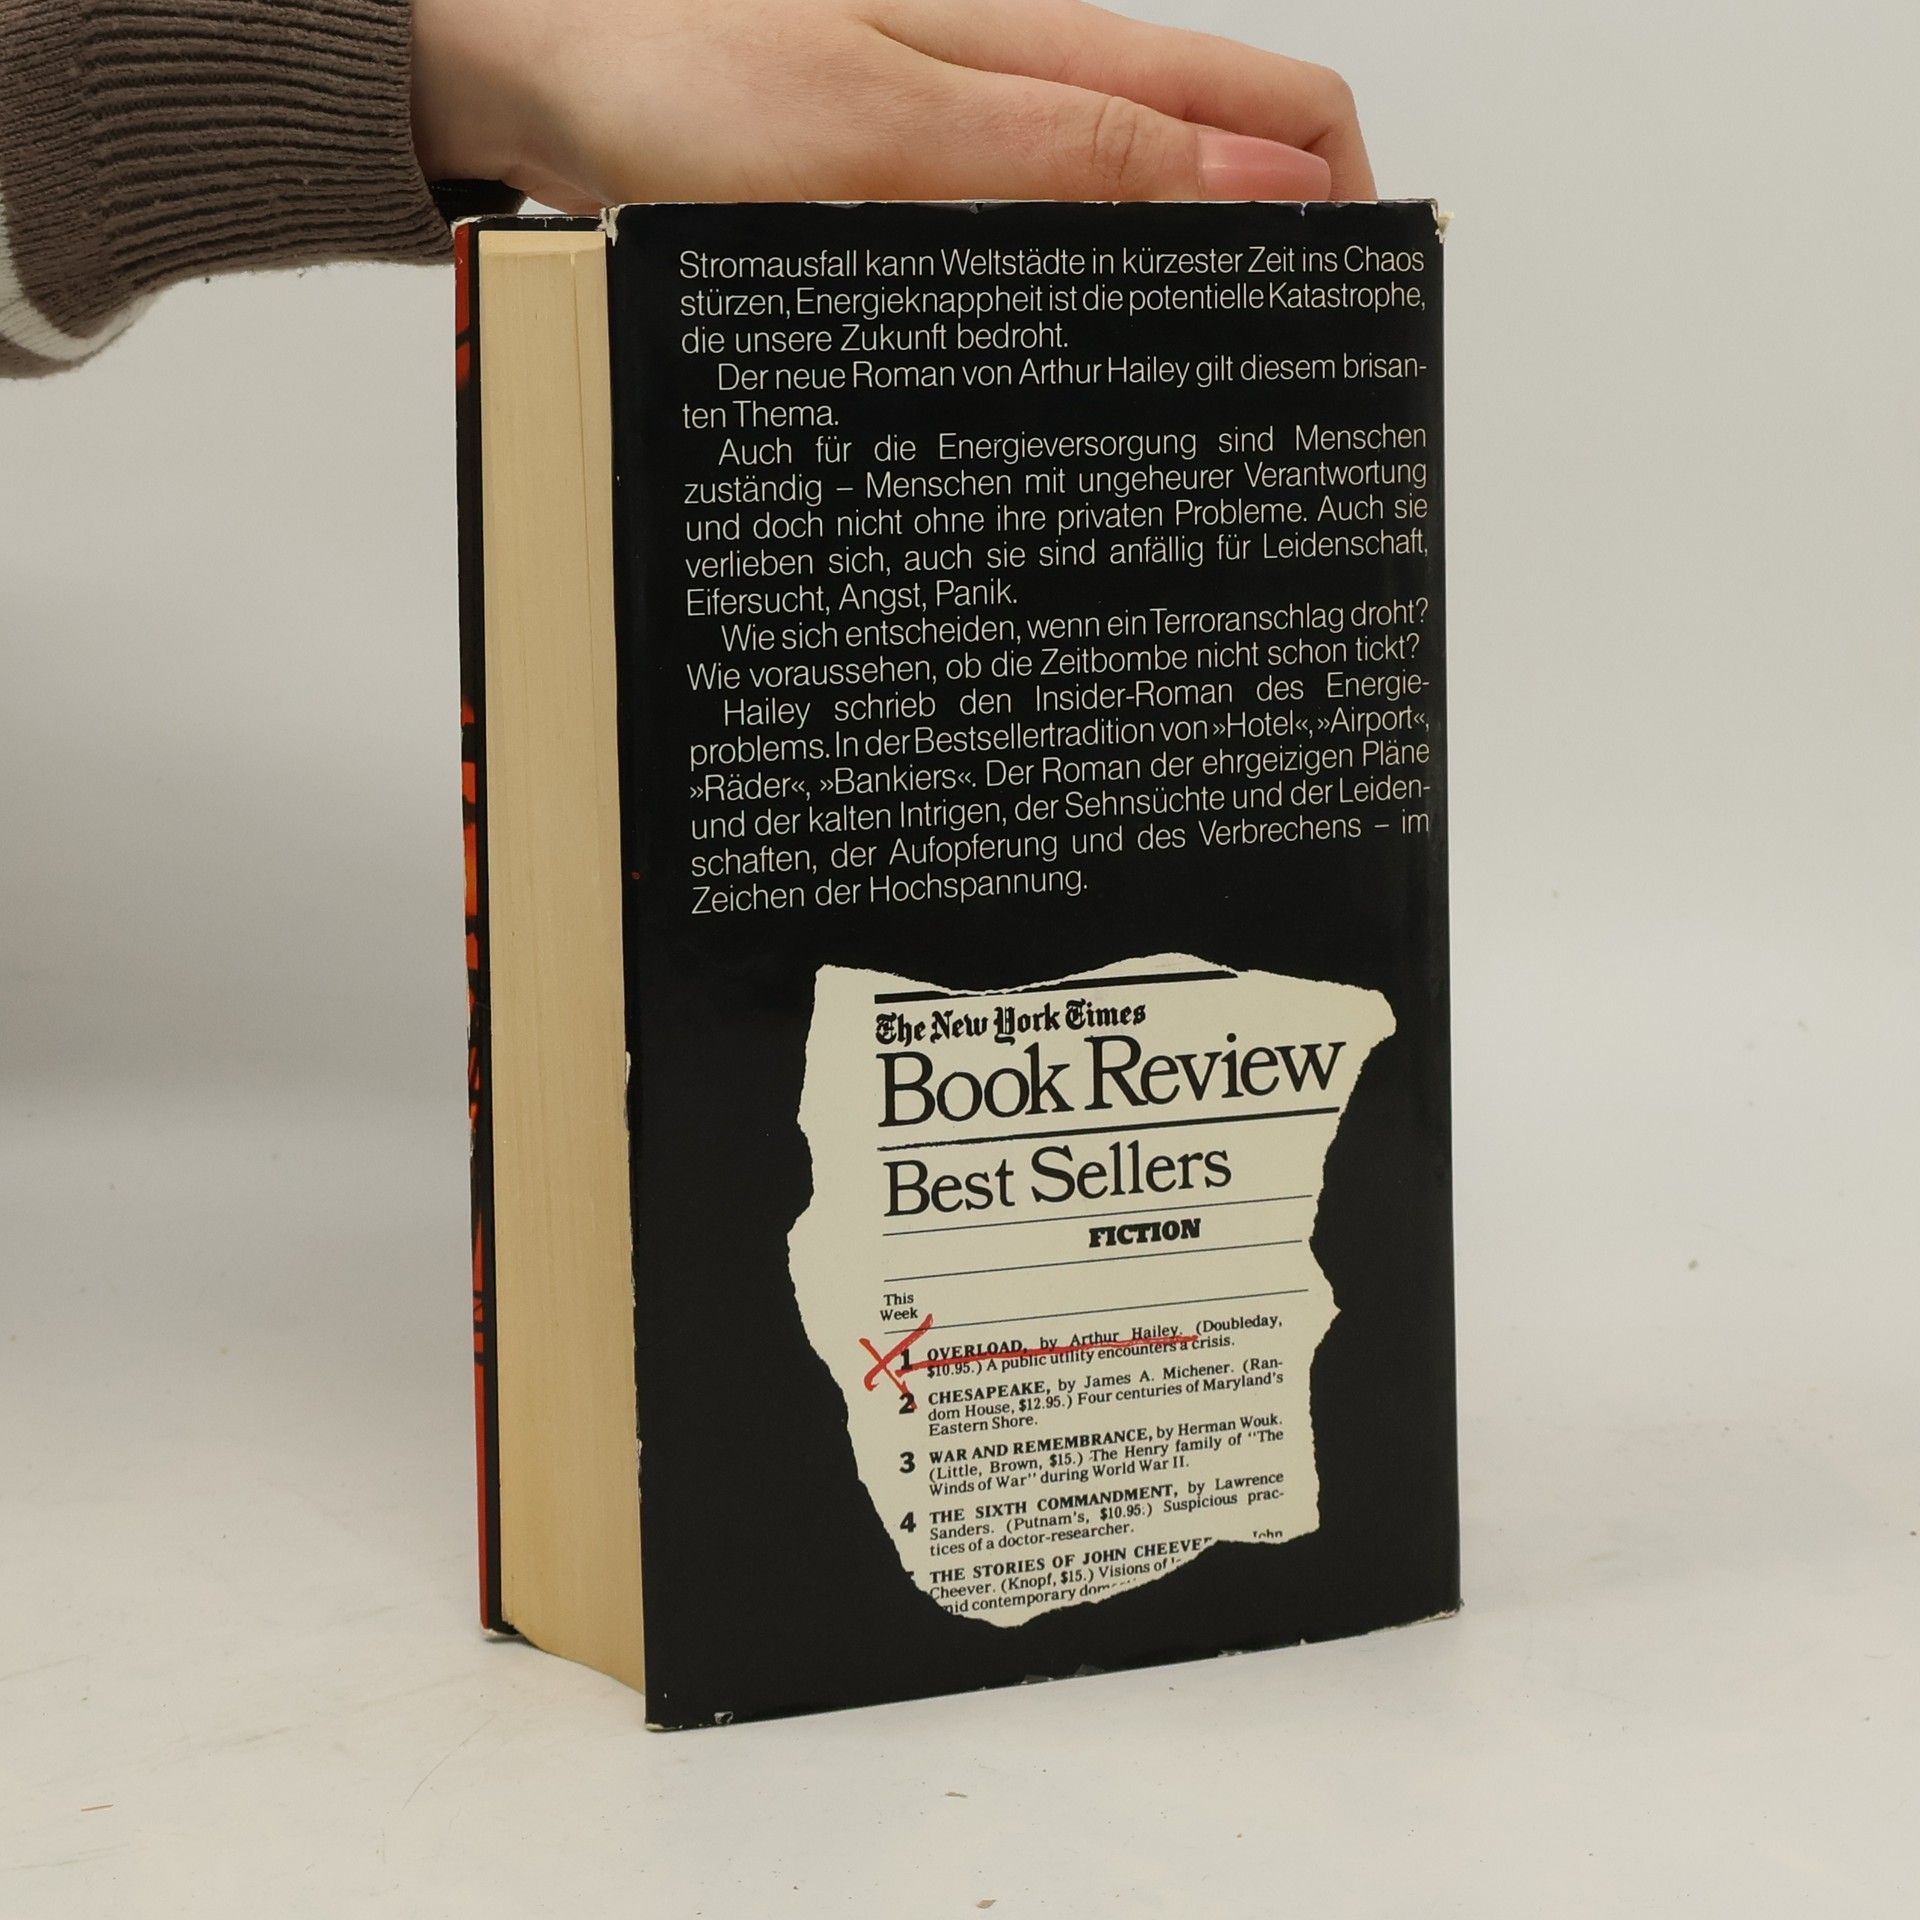 Stromausfall kann Weltstädte in kürzester Zeit ins Chaos
stürzen, Energieknappheit ist die potentielle Katastrophe,
die unsere Zukunft bedroht.
Der neue Roman von Arthur Hailey gilt diesem brisan-
ten Thema.
Auch für die Energieversorgung sind Menschen
zuständig – Menschen mit ungeheurer Verantwortung
und doch nicht ohne ihre privaten Probleme. Auch sie
verlieben sich, auch sie sind anfällig für Leidenschaft,
Eifersucht, Angst, Panik.
Wie sich entscheiden, wenn ein Terroranschlag droht?
Wie voraussehen, ob die Zeitbombe nicht schon tickt?
Hailey schrieb den Insider-Roman des Energie-
problems. In der Bestsellertradition von »Hotel«, »Airport«,
»Räder«, »Bankiers«. Der Roman der ehrgeizigen Pläne
und der kalten Intrigen, der Sehnsüchte und der Leiden-
schaften, der Aufopferung und des Verbrechens – im
Zeichen der Hochspannung.
The New York Times
Book Review
Best Sellers
FICTION
This
Week
1 OVERLOAD, by Arthur Hailey. (Doubleday,
$10.95.) A public utility encounters a crisis.
2 CHESAPEAKE, by James A. Michener. (Ran-
dom House, $12.95.) Four centuries of Maryland's
Eastern Shore.
3 WAR AND REMEMBRANCE, by Herman Wouk.
(Little, Brown, $15.) The Henry family of "The
Winds of War" during World War II.
4 THE SIXTH COMMANDMENT, by Lawrence
Sanders. (Putnam's, $10.95.) Suspicious prac-
tices of a doctor-researcher.
THE STORIES OF JOHN CHEEVER John
Cheever. (Knopf, $15.) Visions of
mid contemporary dom